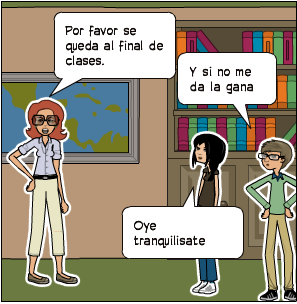 Por favor se
queda al final de
clases.
Y si no me
da la gana
Oye
tranquilisate